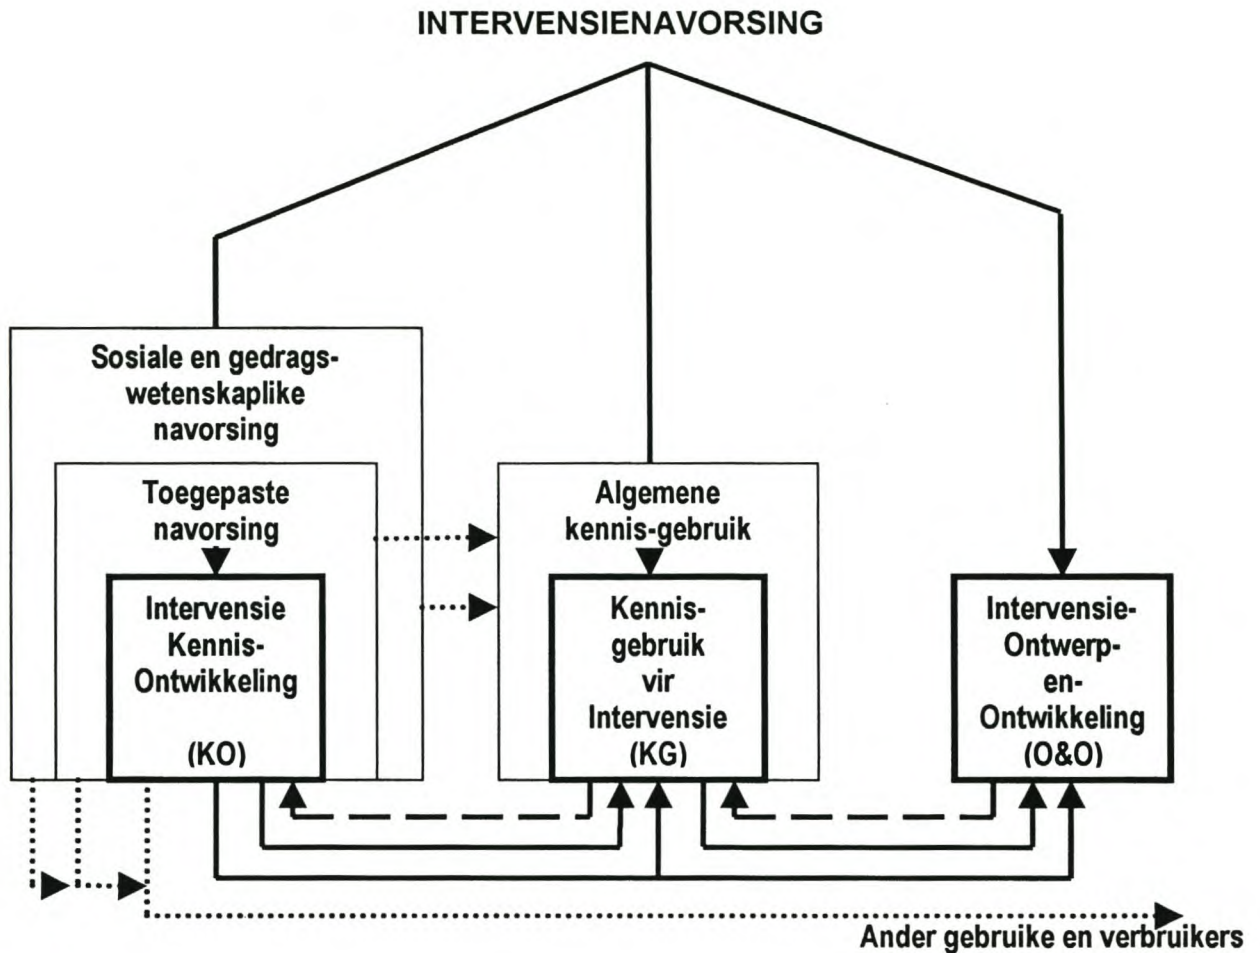 INTERVENSIENAVORSING
Sosiale en gedrags-
wetenskaplike
navorsing
Toegepaste
navorsing
Intervensie
Kennis-
Ontwikkeling
(KO)
Algemene
kennis-gebruik
Kennis-
gebruik
vir
Intervensie
(KG)
Intervensie-
Ontwerp-
en-
Ontwikkeling
(O&O)
Ander gebruike en verbruikers